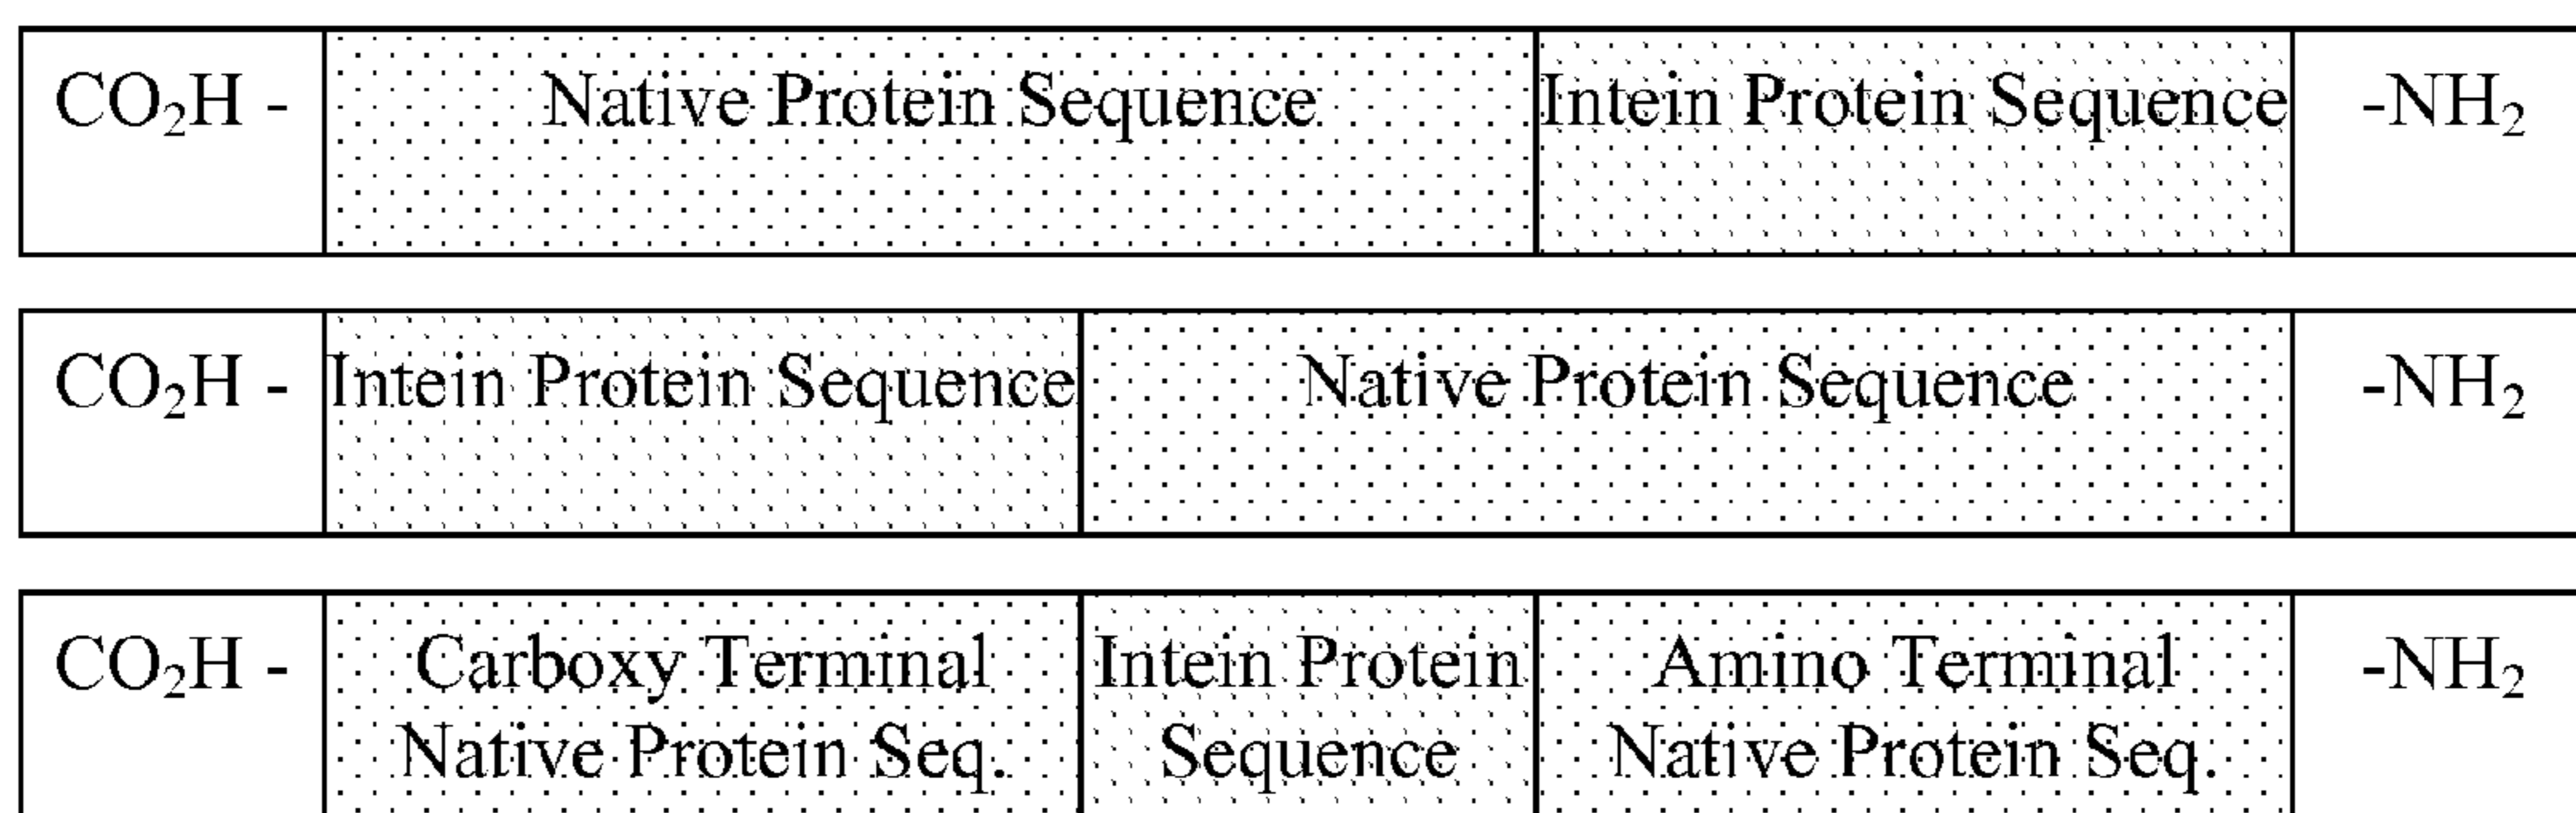 CO₂H - Native Protein Sequence Intein Protein Sequence -NH₂
CO₂H - Intein Protein Sequence Native Protein Sequence -NH₂
CO₂H - Carboxy Terminal Intein Protein Amino Terminal -NH₂
Native Protein Seq. Sequence Native Protein Seq.